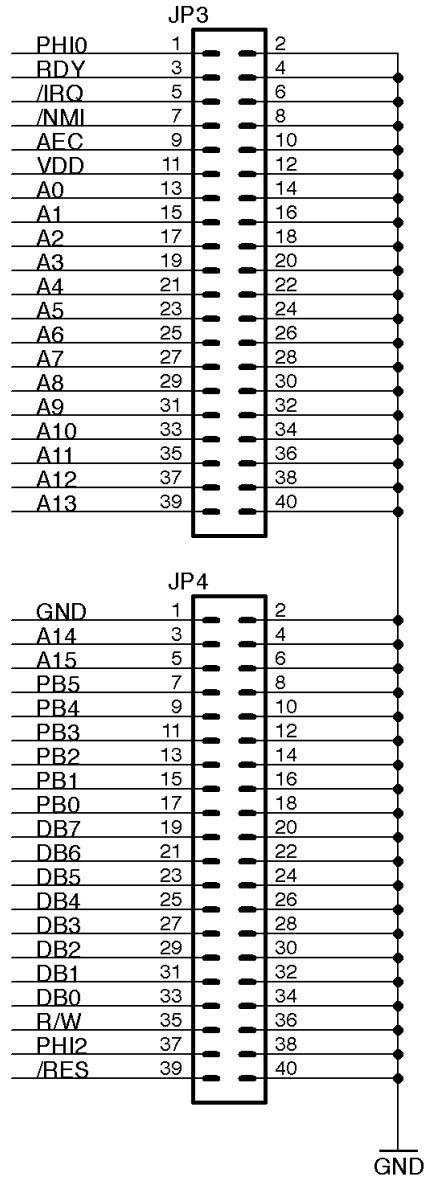 JP3
PHI0 1 2
RDY 3 4
/IRQ 5 6
/NMI 7 8
AEC 9 10
VDD 11 12
A0 13 14
A1 15 16
A2 17 18
A3 19 20
A4 21 22
A5 23 24
A6 25 26
A7 27 28
A8 29 30
A9 31 32
A10 33 34
A11 35 36
A12 37 38
A13 39 40
JP4
GND 1 2
A14 3 4
A15 5 6
PB5 7 8
PB4 9 10
PB3 11 12
PB2 13 14
PB1 15 16
PB0 17 18
DB7 19 20
DB6 21 22
DB5 23 24
DB4 25 26
DB3 27 28
DB2 29 30
DB1 31 32
DB0 33 34
R/W 35 36
PHI2 37 38
/RES 39 40
GND